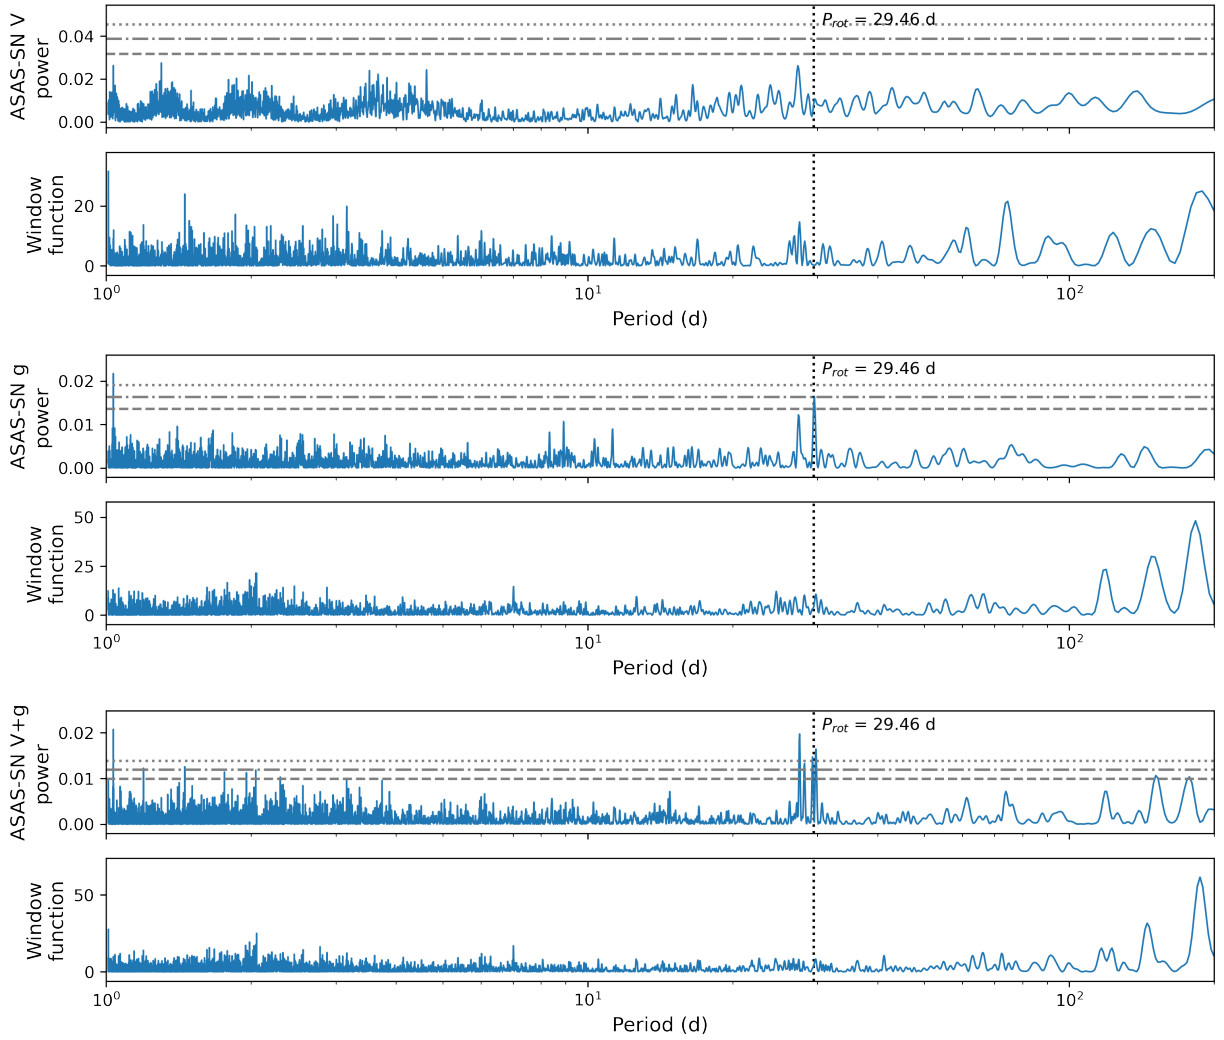 ASAS-SN V
power
0.04
0.02
0.00
P_rot = 29.46 d
Window
function
20
0
10^0
10^1
10^2
Period (d)
ASAS-SN g
power
0.02
0.01
0.00
P_rot = 29.46 d
Window
function
50
25
0
10^0
10^1
10^2
Period (d)
ASAS-SN V+g
power
0.02
0.01
0.00
P_rot = 29.46 d
Window
function
50
0
10^0
10^1
10^2
Period (d)